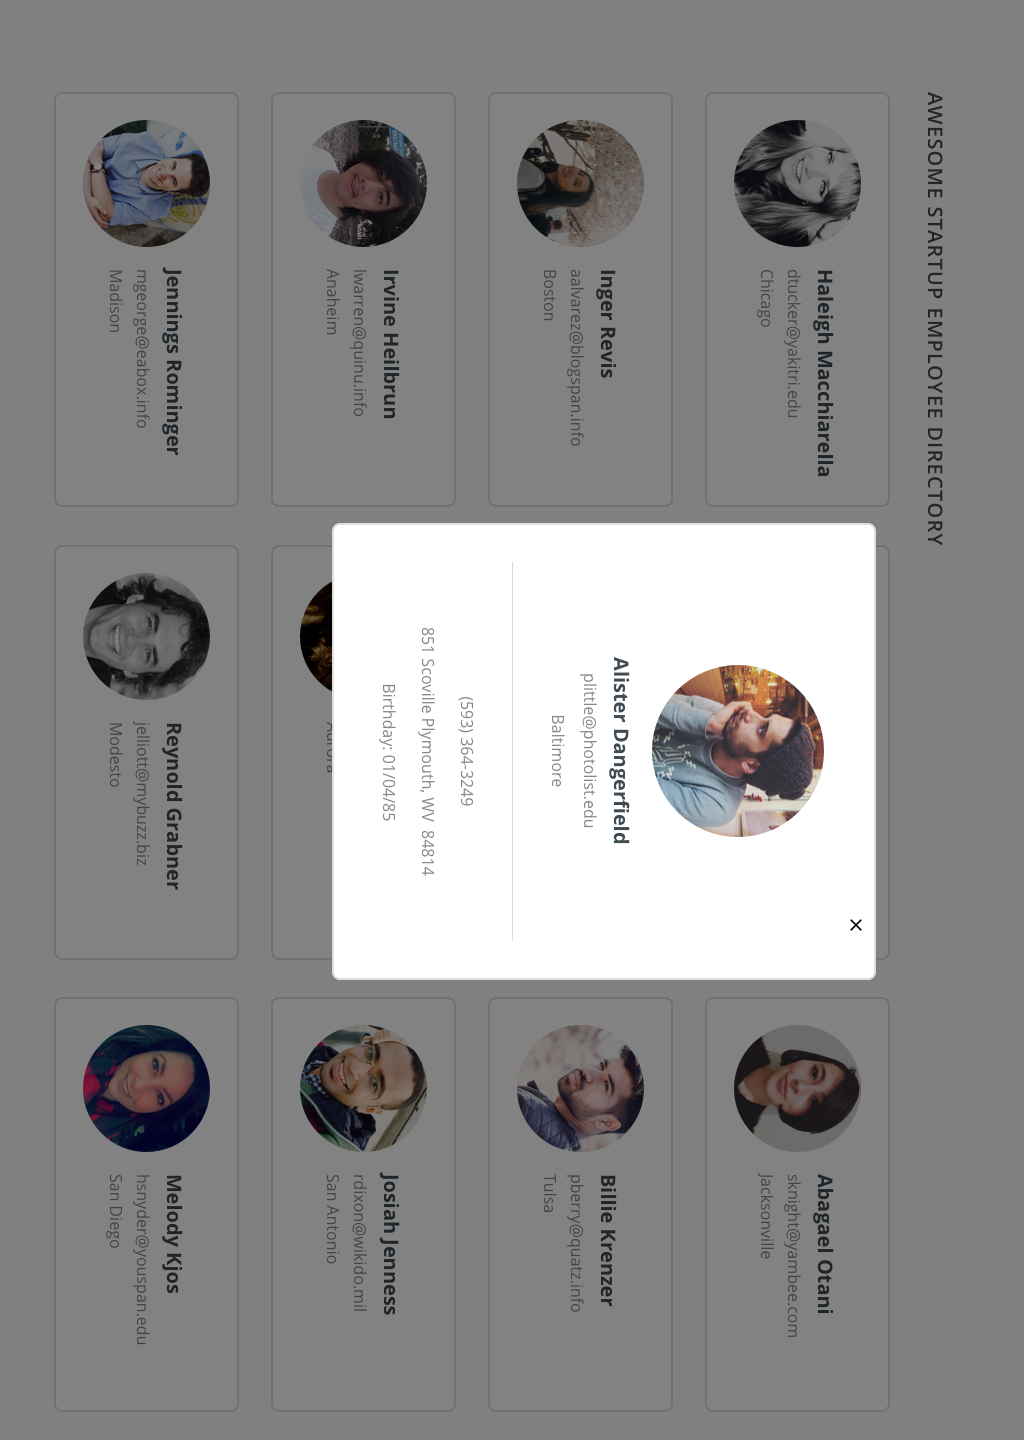 AWESOME STARTUP EMPLOYEE DIRECTORY
Haleigh Macchiarella
dtucker@yakitri.edu
Chicago
Abagael Otani
sknight@yambee.com
Jacksonville
Inger Revis
aalvarez@blogspan.info
Boston
Billie Krenzer
pberry@quatz.info
Tulsa
Irvine Heilbrun
lwarren@quinu.info
Anaheim
Josiah Jenness
rdixon@wikido.mil
San Antonio
Jennings Rominger
mgeorge@eabox.info
Madison
Reynold Grabner
jelliott@mybuzz.biz
Modesto
Melody Kjos
hsnyder@youspan.edu
San Diego
×
Alister Dangerfield
plittle@photolist.edu
Baltimore
(593) 364-3249
851 Scoville Plymouth, WV 84814
Birthday: 01/04/85